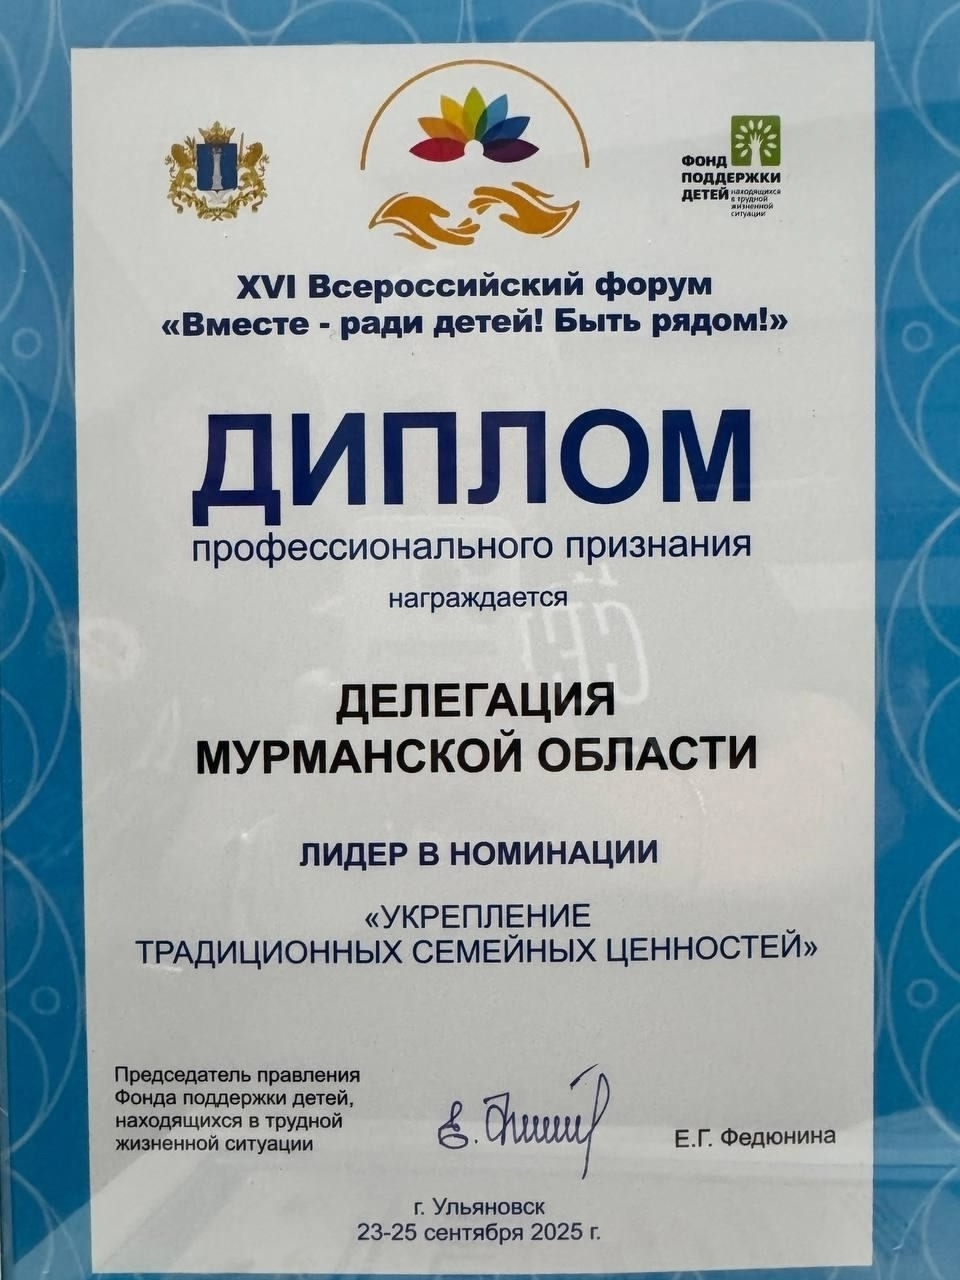 ФОНД
ПОДДЕРЖКИ
ДЕТЕЙ
находящихся
в трудной
жизненной
ситуации
XVI Всероссийский форум
«Вместе - ради детей! Быть рядом!»
ДИПЛОМ
профессионального признания
награждается
ДЕЛЕГАЦИЯ
МУРМАНСКОЙ ОБЛАСТИ
ЛИДЕР В НОМИНАЦИИ
«УКРЕПЛЕНИЕ
ТРАДИЦИОННЫХ СЕМЕЙНЫХ ЦЕННОСТЕЙ»
Председатель правления
Фонда поддержки детей,
находящихся в трудной
жизненной ситуации
Е.Г. Федюнина
г. Ульяновск
23-25 сентября 2025 г.